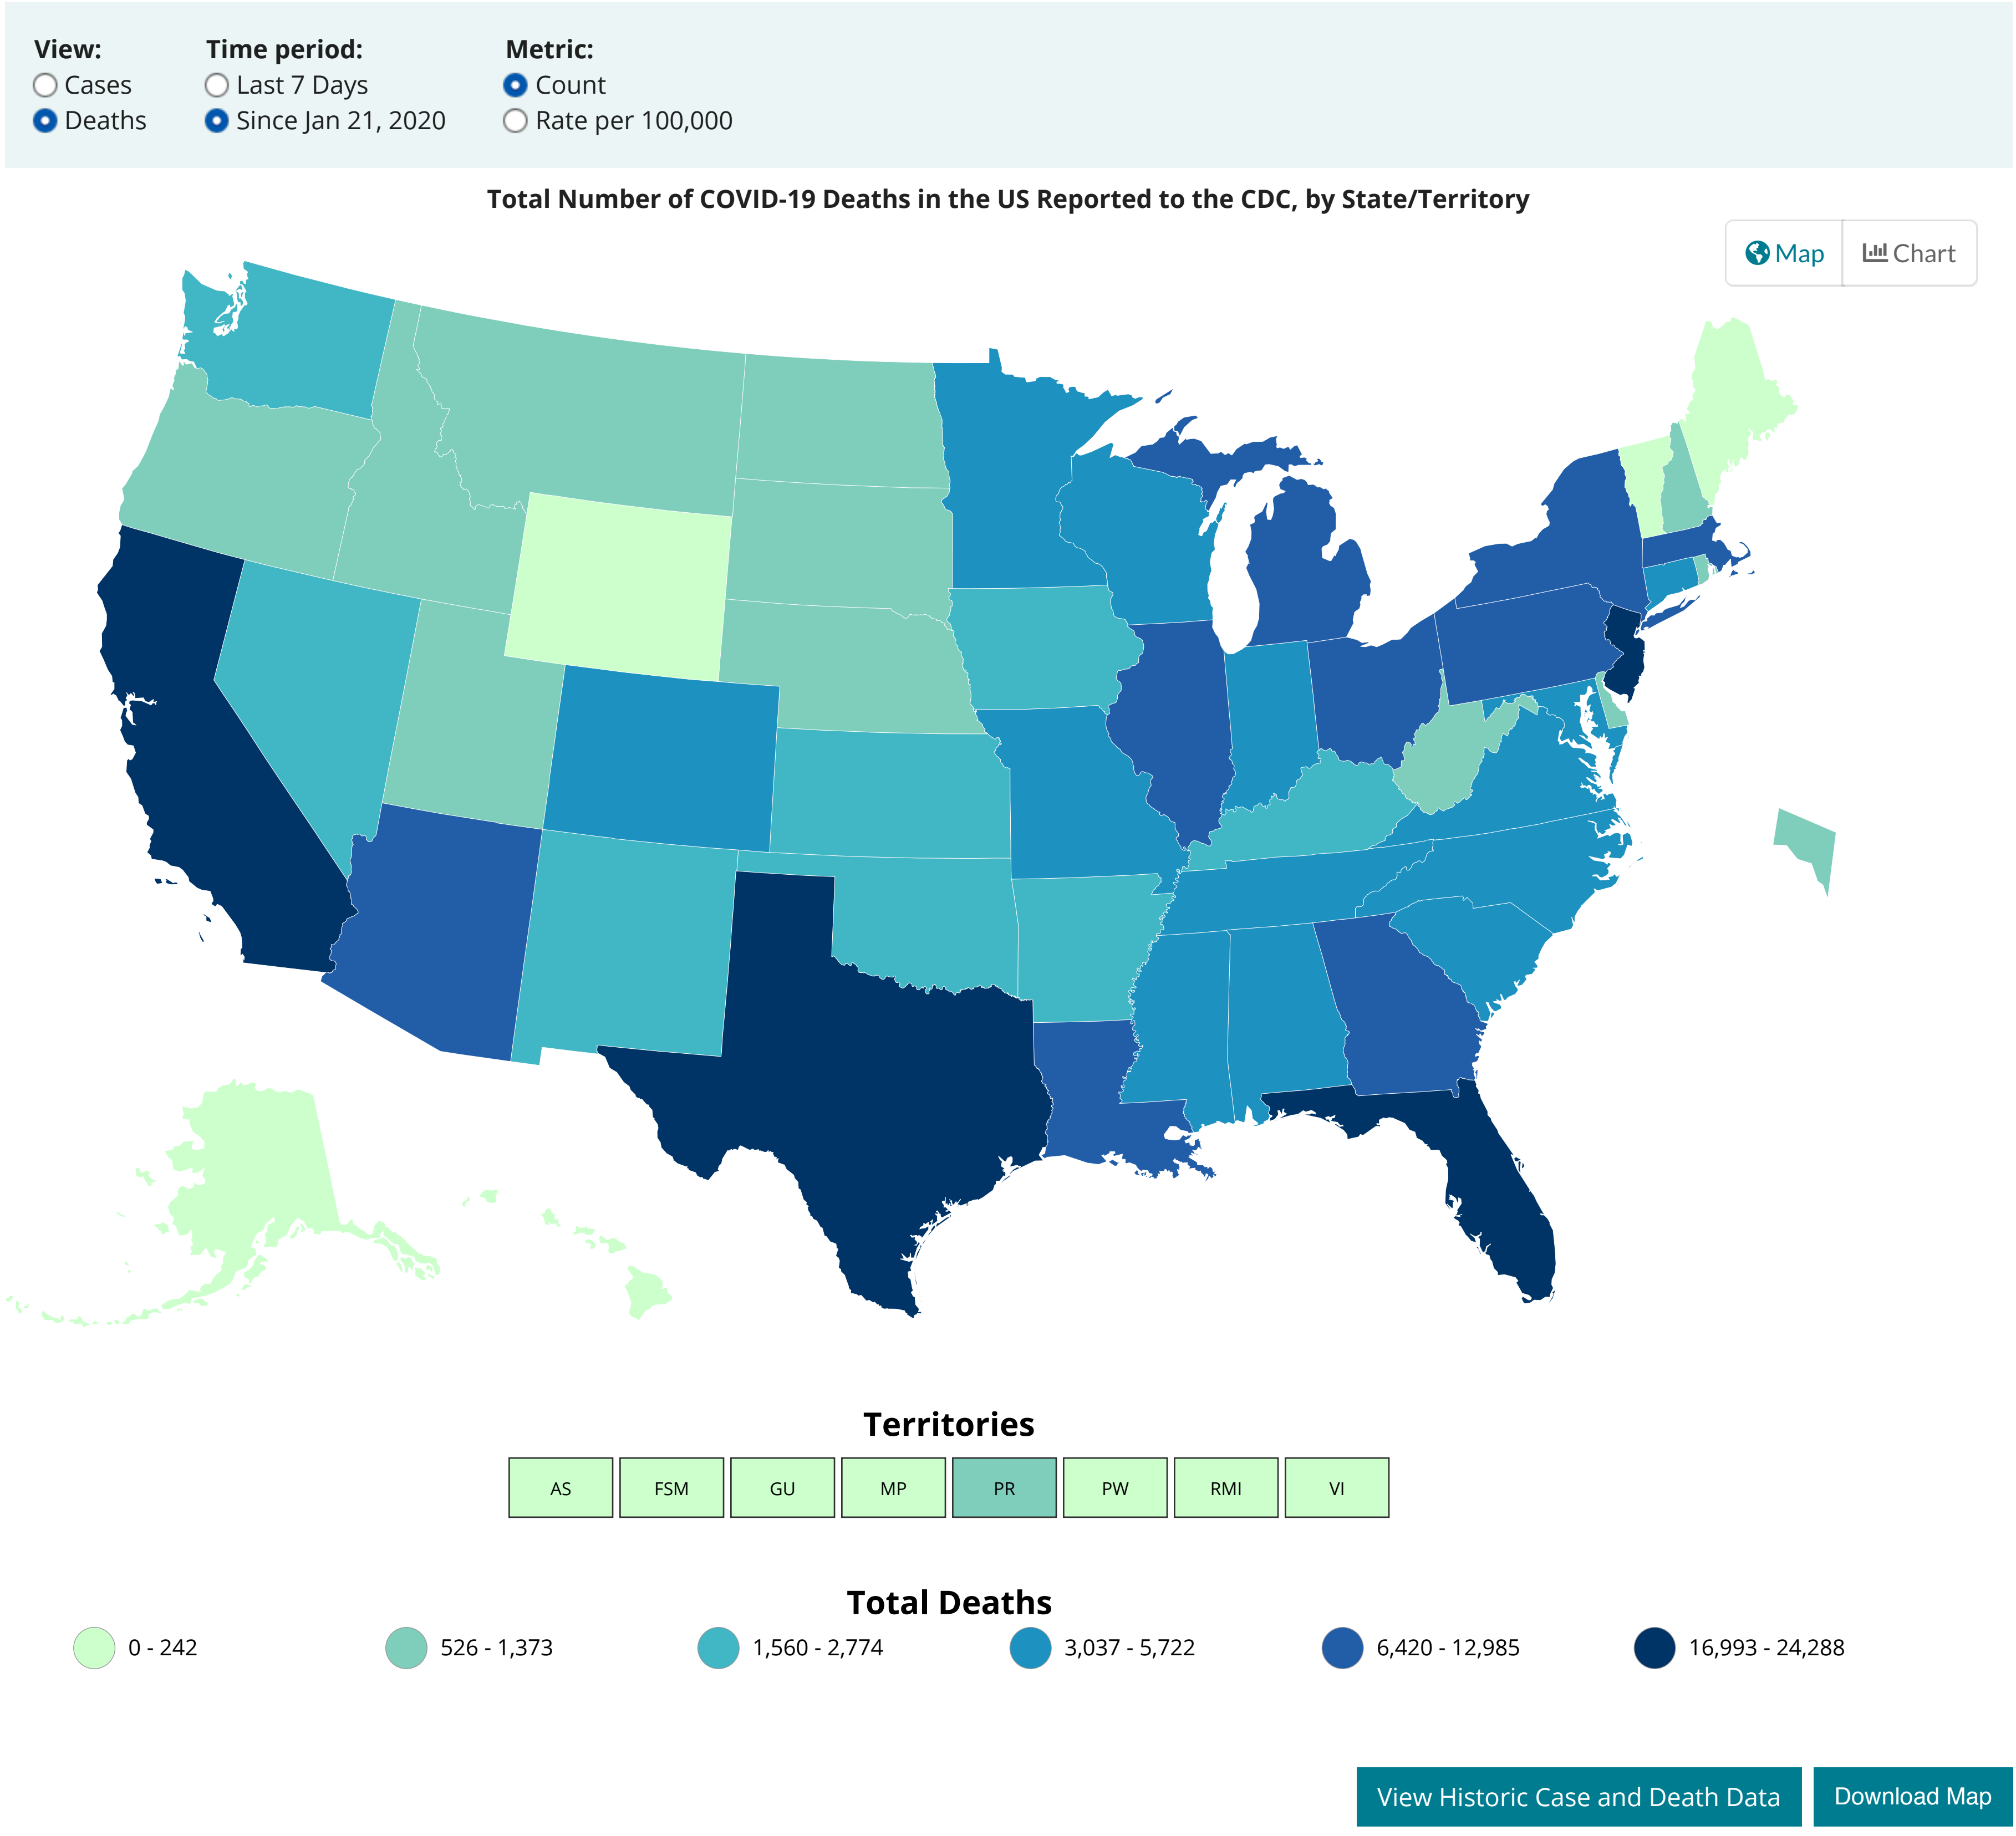 View: Time period: Metric:
Cases Last 7 Days Count
Deaths Since Jan 21, 2020 Rate per 100,000
Total Number of COVID-19 Deaths in the US Reported to the CDC, by State/Territory
Map Chart
Territories
AS FSM GU MP PR PW RMI VI
Total Deaths
0 - 242 526 - 1,373 1,560 - 2,774 3,037 - 5,722 6,420 - 12,985 16,993 - 24,288
View Historic Case and Death Data Download Map